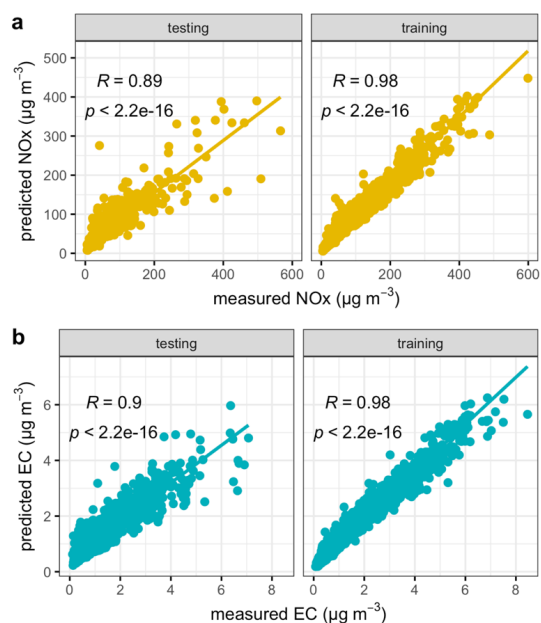 a
testing training
R = 0.89 R = 0.98
p < 2.2e-16 p < 2.2e-16
predicted NOx (μg m⁻³)
500
400
300
200
100
0
0 200 400 600 0 200 400 600
measured NOx (μg m⁻³)
b
testing training
R = 0.9 R = 0.98
p < 2.2e-16 p < 2.2e-16
predicted EC (μg m⁻³)
6
4
2
0
0 2 4 6 8 0 2 4 6 8
measured EC (μg m⁻³)